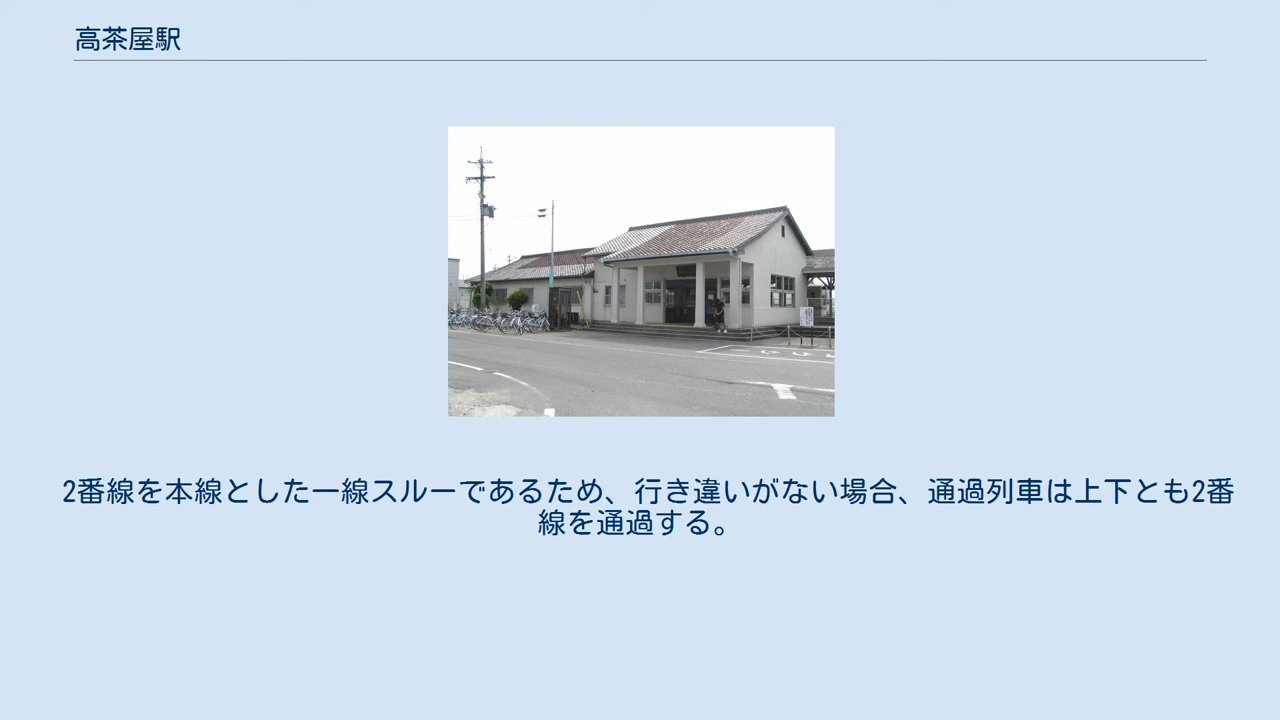 高茶屋駅
2番線を本線とした一線スルーであるため、行き違いがない場合、通過列車は上下とも2番
線を通過する。